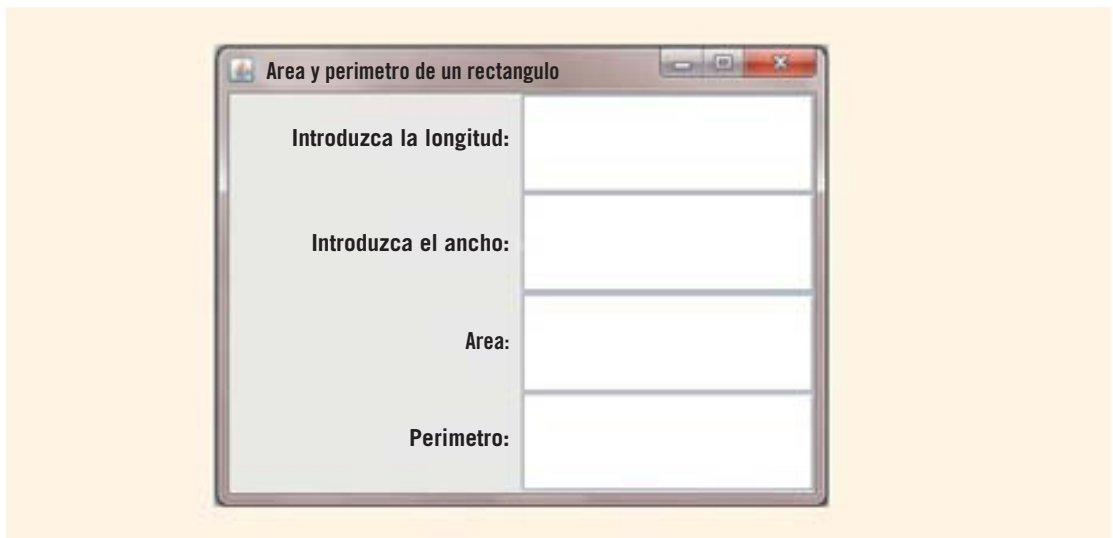 Area y perimetro de un rectangulo
Introduzca la longitud:
Introduzca el ancho:
Area:
Perimetro: